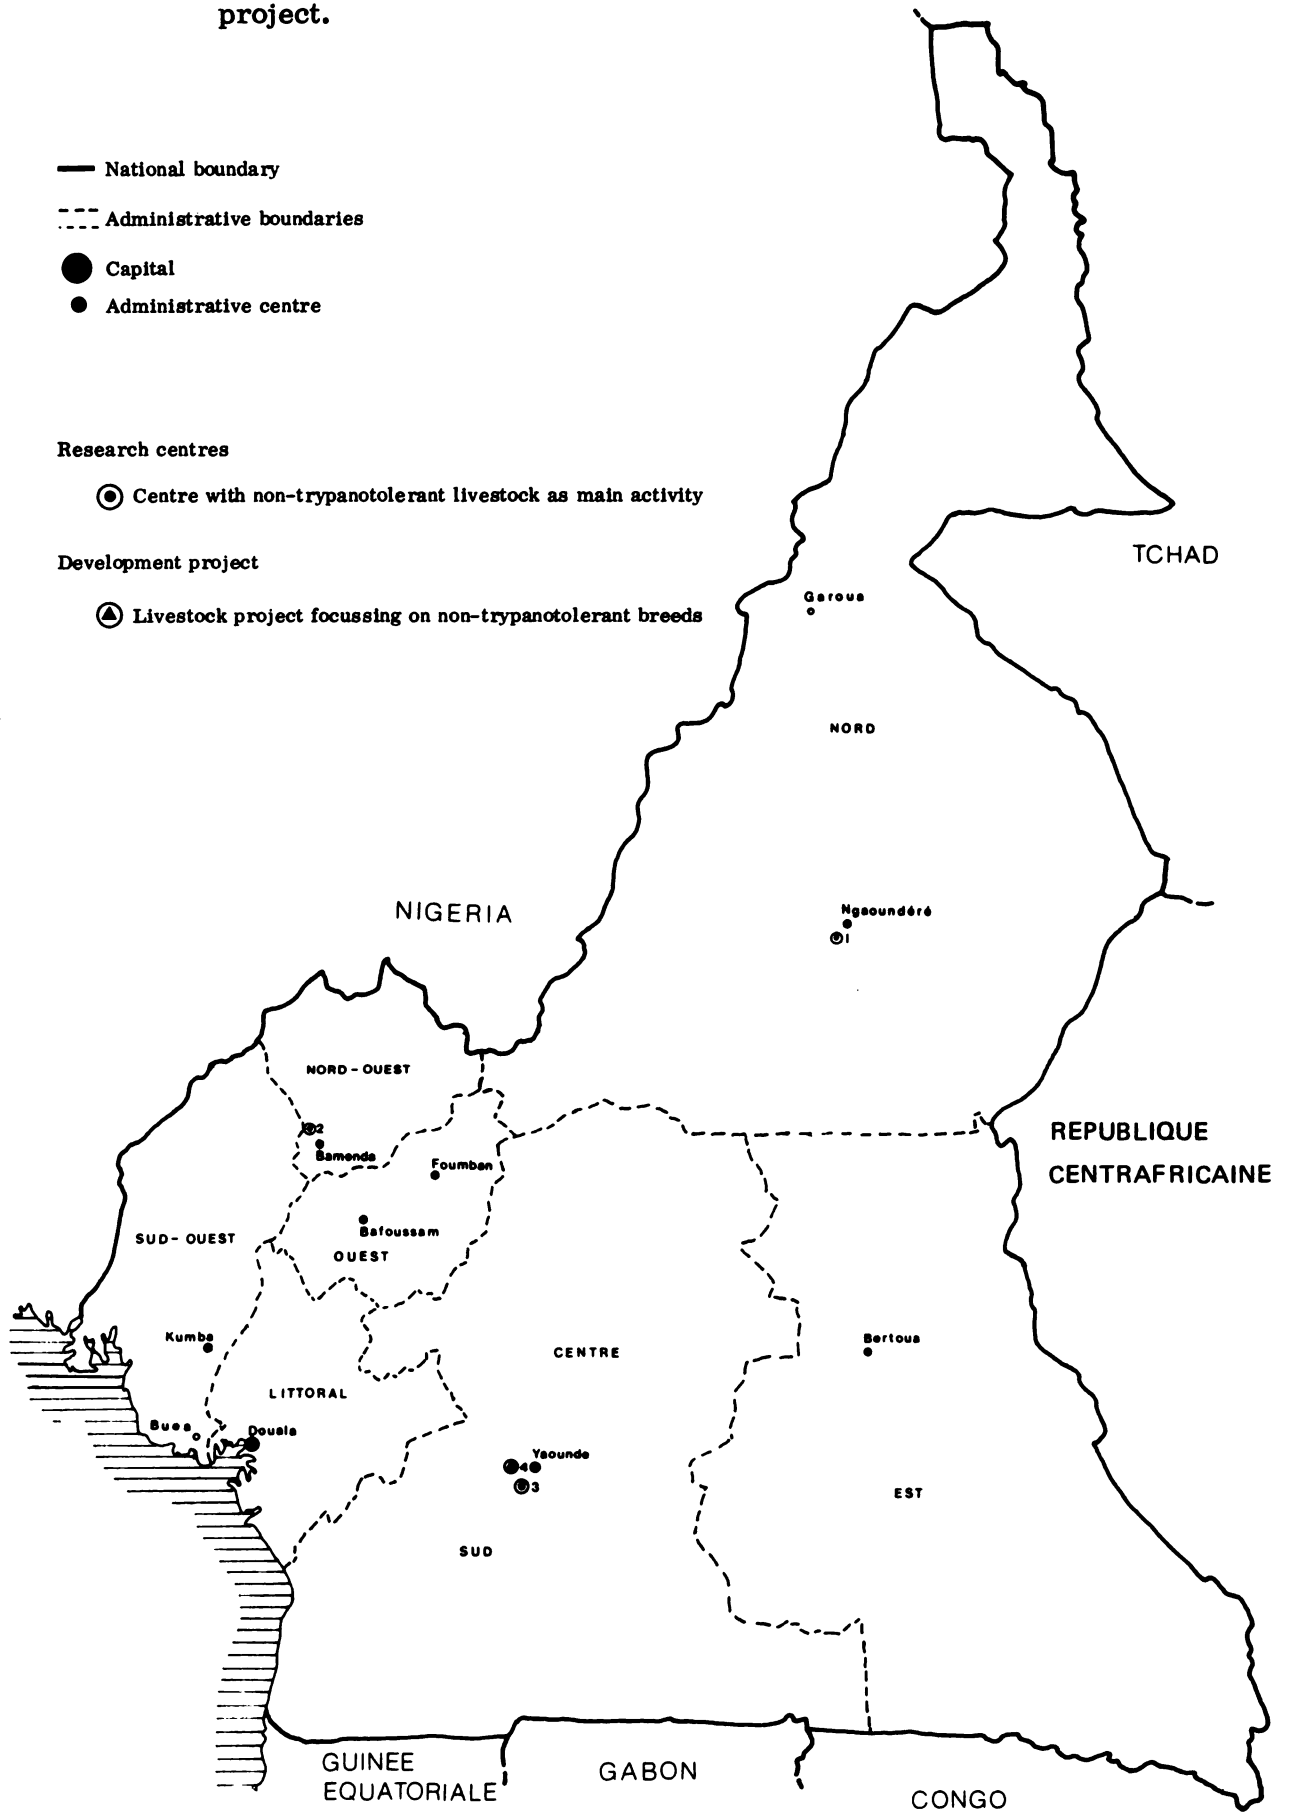 project.
National boundary
Administrative boundaries
Capital
Administrative centre
Research centres
Centre with non-trypanotolerant livestock as main activity
Development project
Livestock project focussing on non-trypanotolerant breeds
TCHAD
Garoua
NORD
NIGERIA
Ngaoundéré
1
NORD-OUEST
2
Bamenda
Foumban
REPUBLIQUE
CENTRAFRICAINE
Bafoussam
SUD-OUEST
OUEST
Kumba
Bertoua
CENTRE
LITTORAL
Buea
Douala
Yaounde
4
3
EST
SUD
GUINEE
EQUATORIALE
GABON
CONGO